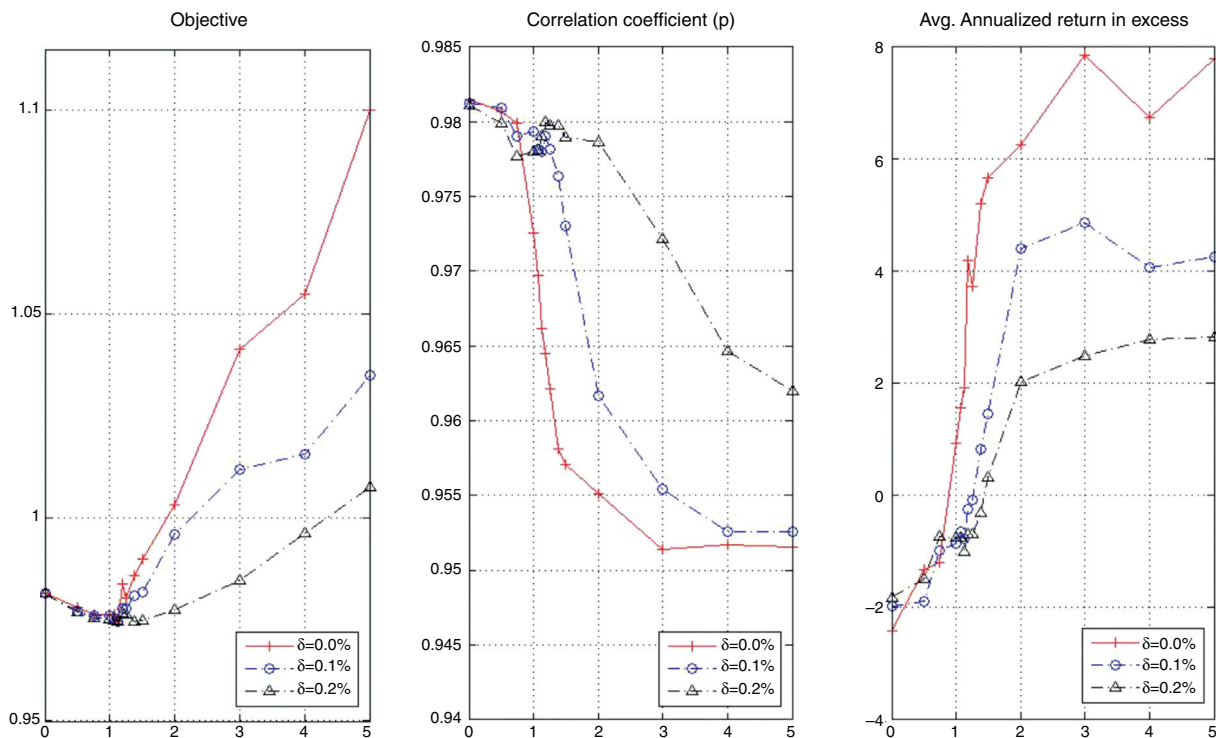 Objective
1.1
1.05
1
0.95
0 1 2 3 4 5
δ=0.0%
δ=0.1%
δ=0.2%
Correlation coefficient (p)
0.985
0.98
0.975
0.97
0.965
0.96
0.955
0.95
0.945
0.94
0 1 2 3 4 5
δ=0.0%
δ=0.1%
δ=0.2%
Avg. Annualized return in excess
8
6
4
2
0
−2
−4
0 1 2 3 4 5
δ=0.0%
δ=0.1%
δ=0.2%